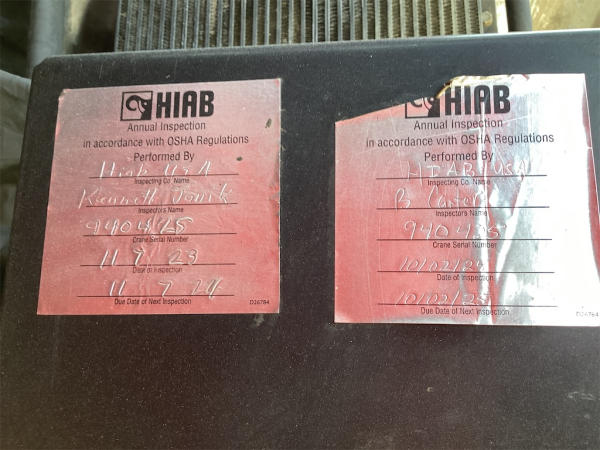 HIAB
Annual Inspection
in accordance with OSHA Regulations
Performed By
Hiab USA
Inspecting Co. Name
Kenneth
Inspectors Name
9404125
Crane Serial Number
11 9 23
Date of Inspection
11 7 24
Due Date of Next Inspection
D26784
HIAB
Annual Inspection
in accordance with OSHA Regulations
Performed By
HIAB USA
Inspecting Co. Name
B
Inspectors Name
Crane Serial Number
10/02/24
Date of Inspection
10/02/25
Due Date of Next Inspection
D26784